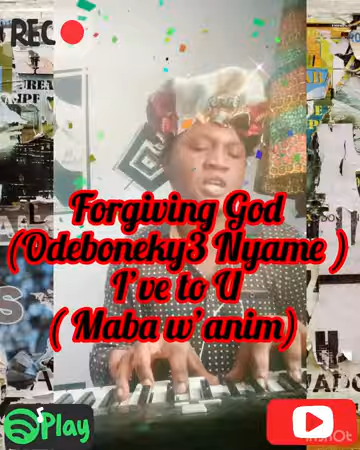 REC
Forgiving God
(Odeboneky3 Nyame )
I've to U
( Maba w'anim)
Play